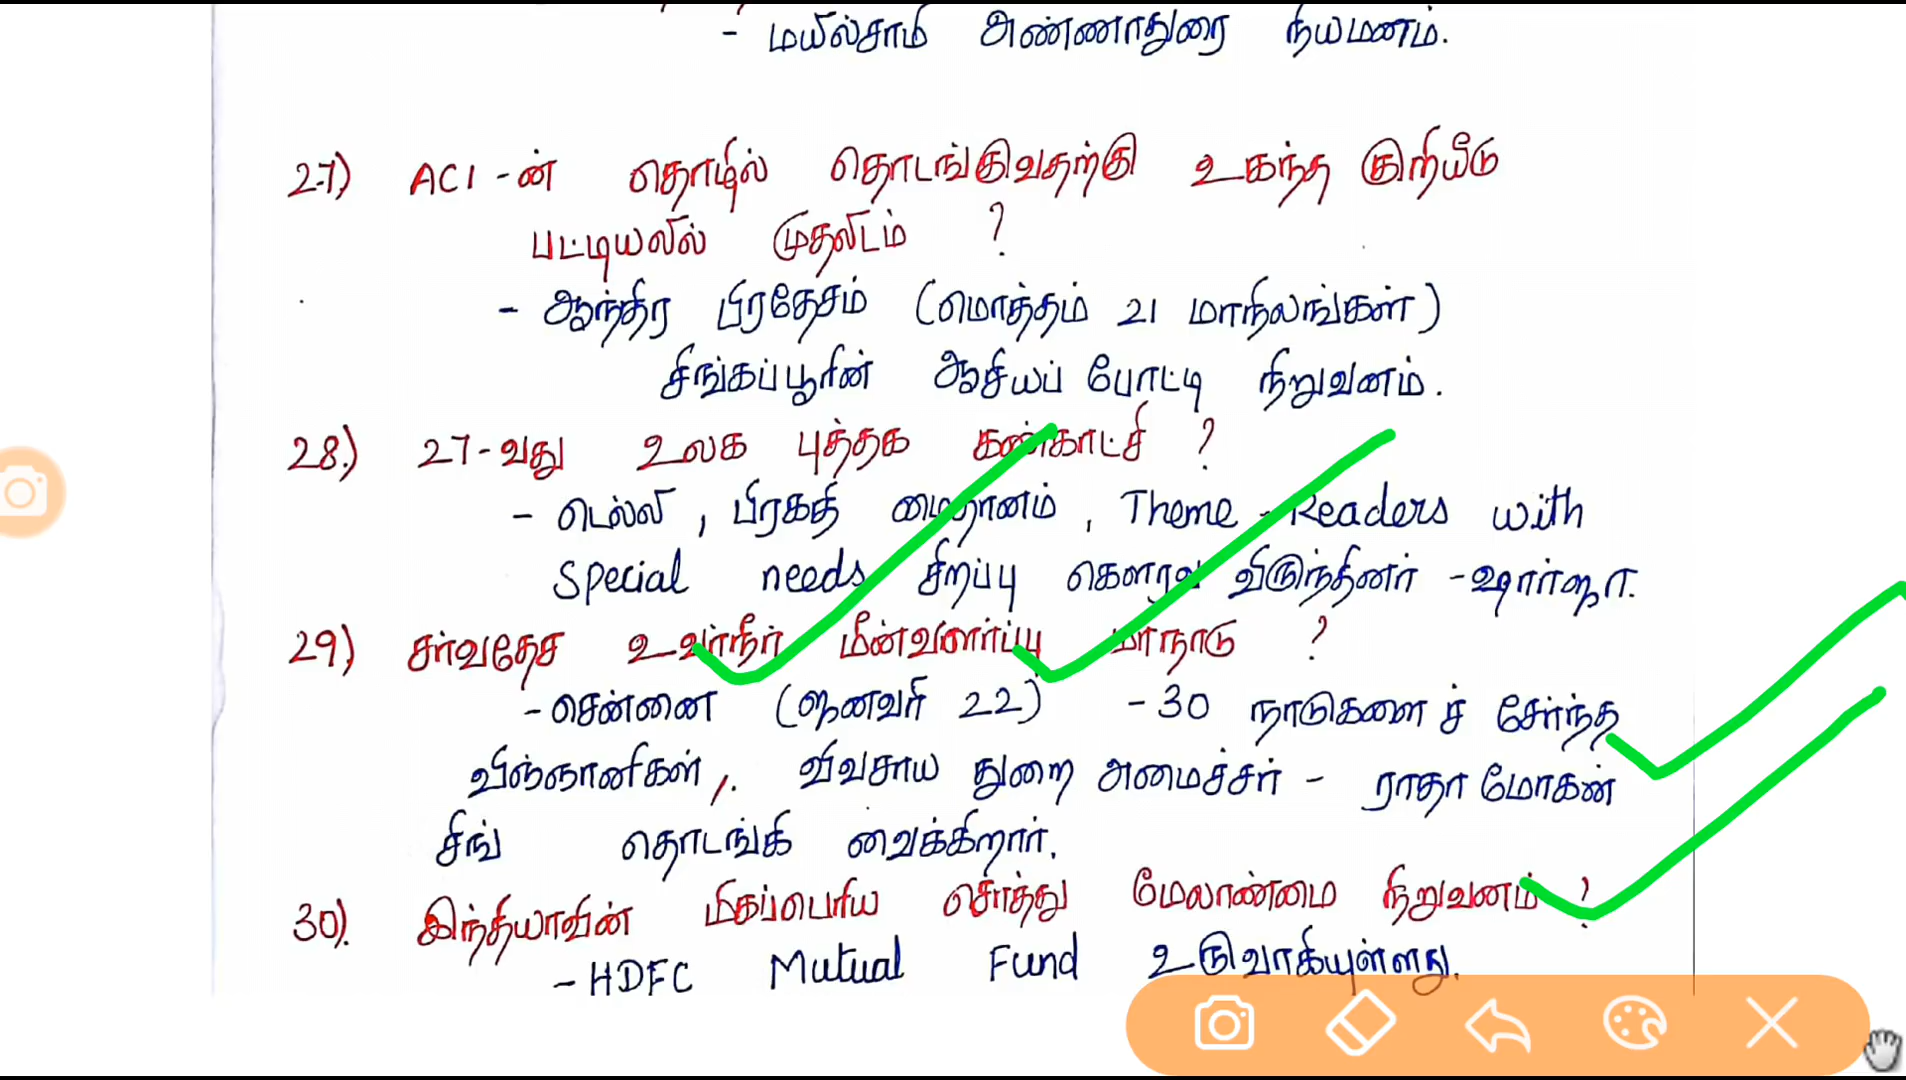 - மயில்சாமி அண்ணாதுரை நியமனம்.
27) ACI -ன் தொழில் தொடங்குவதற்கு உகந்த குறியீடு
பட்டியலில் முதலிடம் ?
- ஆந்திர பிரதேசம் (மொத்தம் 21 மாநிலங்கள்)
சிங்கப்பூரின் ஆசியப் போட்டி நிறுவனம்.
28.) 27-வது உலக புத்தக கண்காட்சி ?
- டெல்லி, பிரகதி மைதானம், Theme - Readers with
Special needs சிறப்பு கௌரவ விருந்தினர் - ஷார்ஜா.
29) சர்வதேச உவர்நீர் மீன்வளர்ப்பு மாநாடு ?
- சென்னை (ஜனவரி 22) - 30 நாடுகளைச் சேர்ந்த
விஞ்ஞானிகள்,. விவசாய துறை அமைச்சர் - ராதா மோகன்
சிங் தொடங்கி வைக்கிறார்.
30). இந்தியாவின் மிகப்பெரிய சொத்து மேலாண்மை நிறுவனம் ?
- HDFC Mutual Fund உருவாகியுள்ளது.